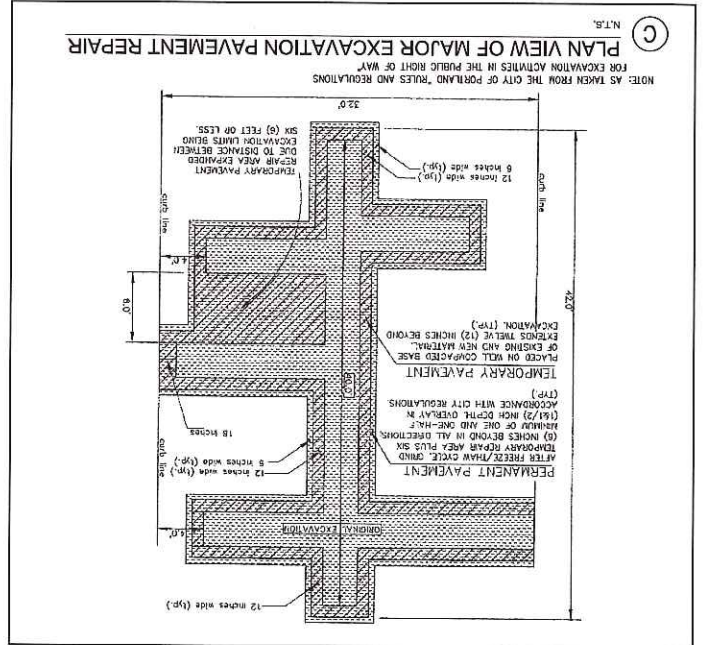 12 inches wide (typ.)
4.0'
ORIGINAL EXCAVATION
curb line
PERMANENT PAVEMENT
AFTER FREEZE/THAW CYCLE. GRIND
TEMPORARY REPAIR AREA PLUS SIX
(6) INCHES BEYOND IN ALL DIRECTIONS,
MINIMUM OF ONE AND ONE-HALF
(1&1/2) INCH DEPTH. OVERLAY IN
ACCORDANCE WITH CITY REGULATIONS
(TYP.)
12 inches wide (typ.)
6 inches wide (typ.)
18 inches
TEMPORARY PAVEMENT
PLACED ON WELL COMPACTED BASE
OF EXISTING AND NEW MATERIAL.
EXTENDS TWELVE (12) INCHES BEYOND
EXCAVATION. (TYP.)
42.0'
6.0'
4.0'
curb line
curb line
12 inches wide (typ.)
6 inches wide (typ.)
TEMPORARY PAVEMENT
REPAIR AREA EXPANDED
DUE TO DISTANCE BETWEEN
EXCAVATION LIMITS BEING
SIX (6) FEET OR LESS.
32.0'
NOTE: AS TAKEN FROM THE CITY OF PORTLAND "RULES AND REGULATIONS
FOR EXCAVATION ACTIVITIES IN THE PUBLIC RIGHT OF WAY"
C
PLAN VIEW OF MAJOR EXCAVATION PAVEMENT REPAIR
N.T.S.